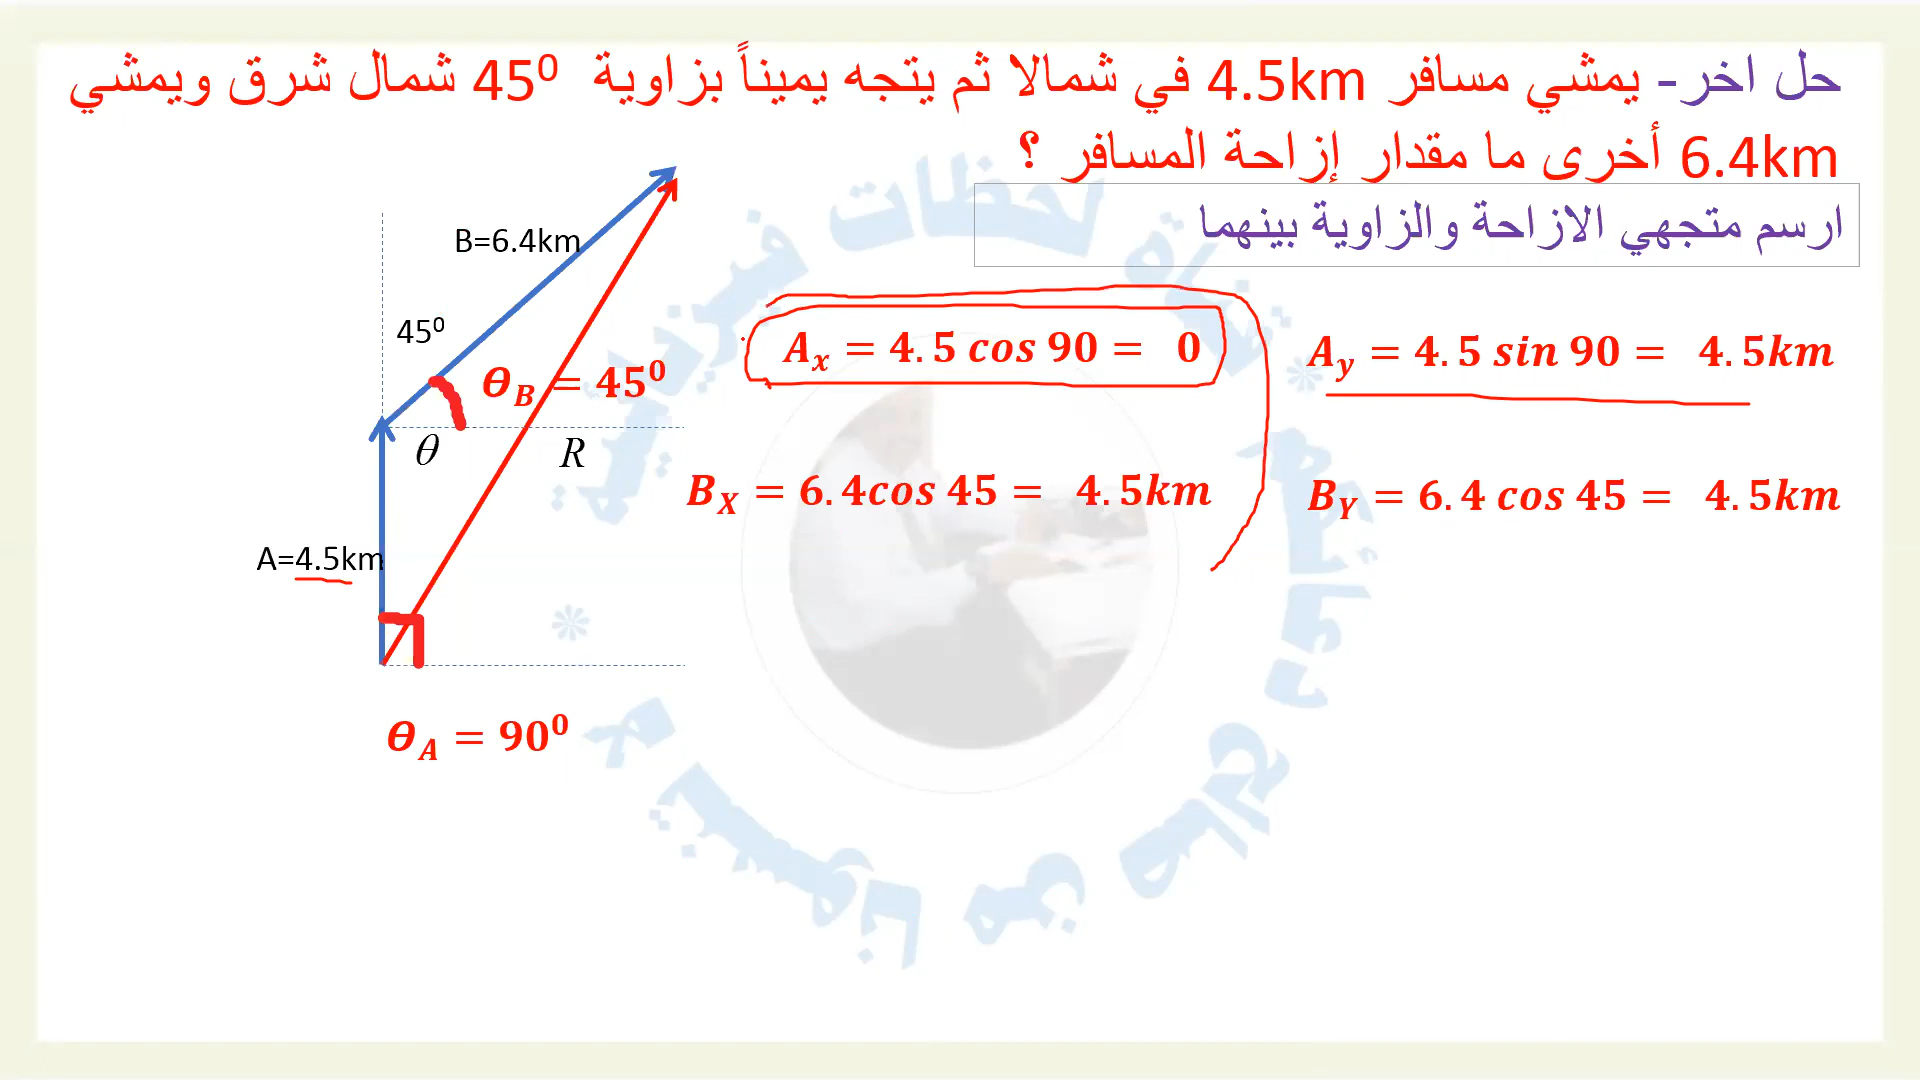 حل اخر- يمشي مسافر 4.5km في شمالا ثم يتجه يميناً بزاوية 45⁰ شمال شرق ويمشي
6.4km أخرى ما مقدار إزاحة المسافر ؟
ارسم متجهي الازاحة والزاوية بينهما
B=6.4km
45⁰
θ_B = 45⁰
θ
R
A=4.5km
θ_A = 90⁰
A_x = 4.5 cos 90 = 0
A_y = 4.5 sin 90 = 4.5km
B_X = 6.4cos 45 = 4.5km
B_Y = 6.4 cos 45 = 4.5km